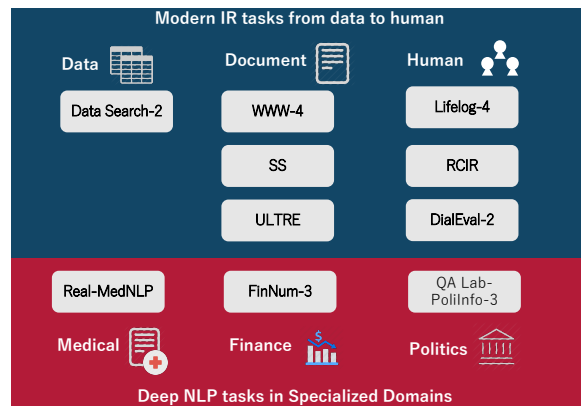 Modern IR tasks from data to human
Data
Document
Human
Data Search-2
WWW-4
Lifelog-4
SS
RCIR
ULTRE
DialEval-2
Real-MedNLP
FinNum-3
QA Lab-
PoliInfo-3
Medical
Finance
$
Politics
Deep NLP tasks in Specialized Domains